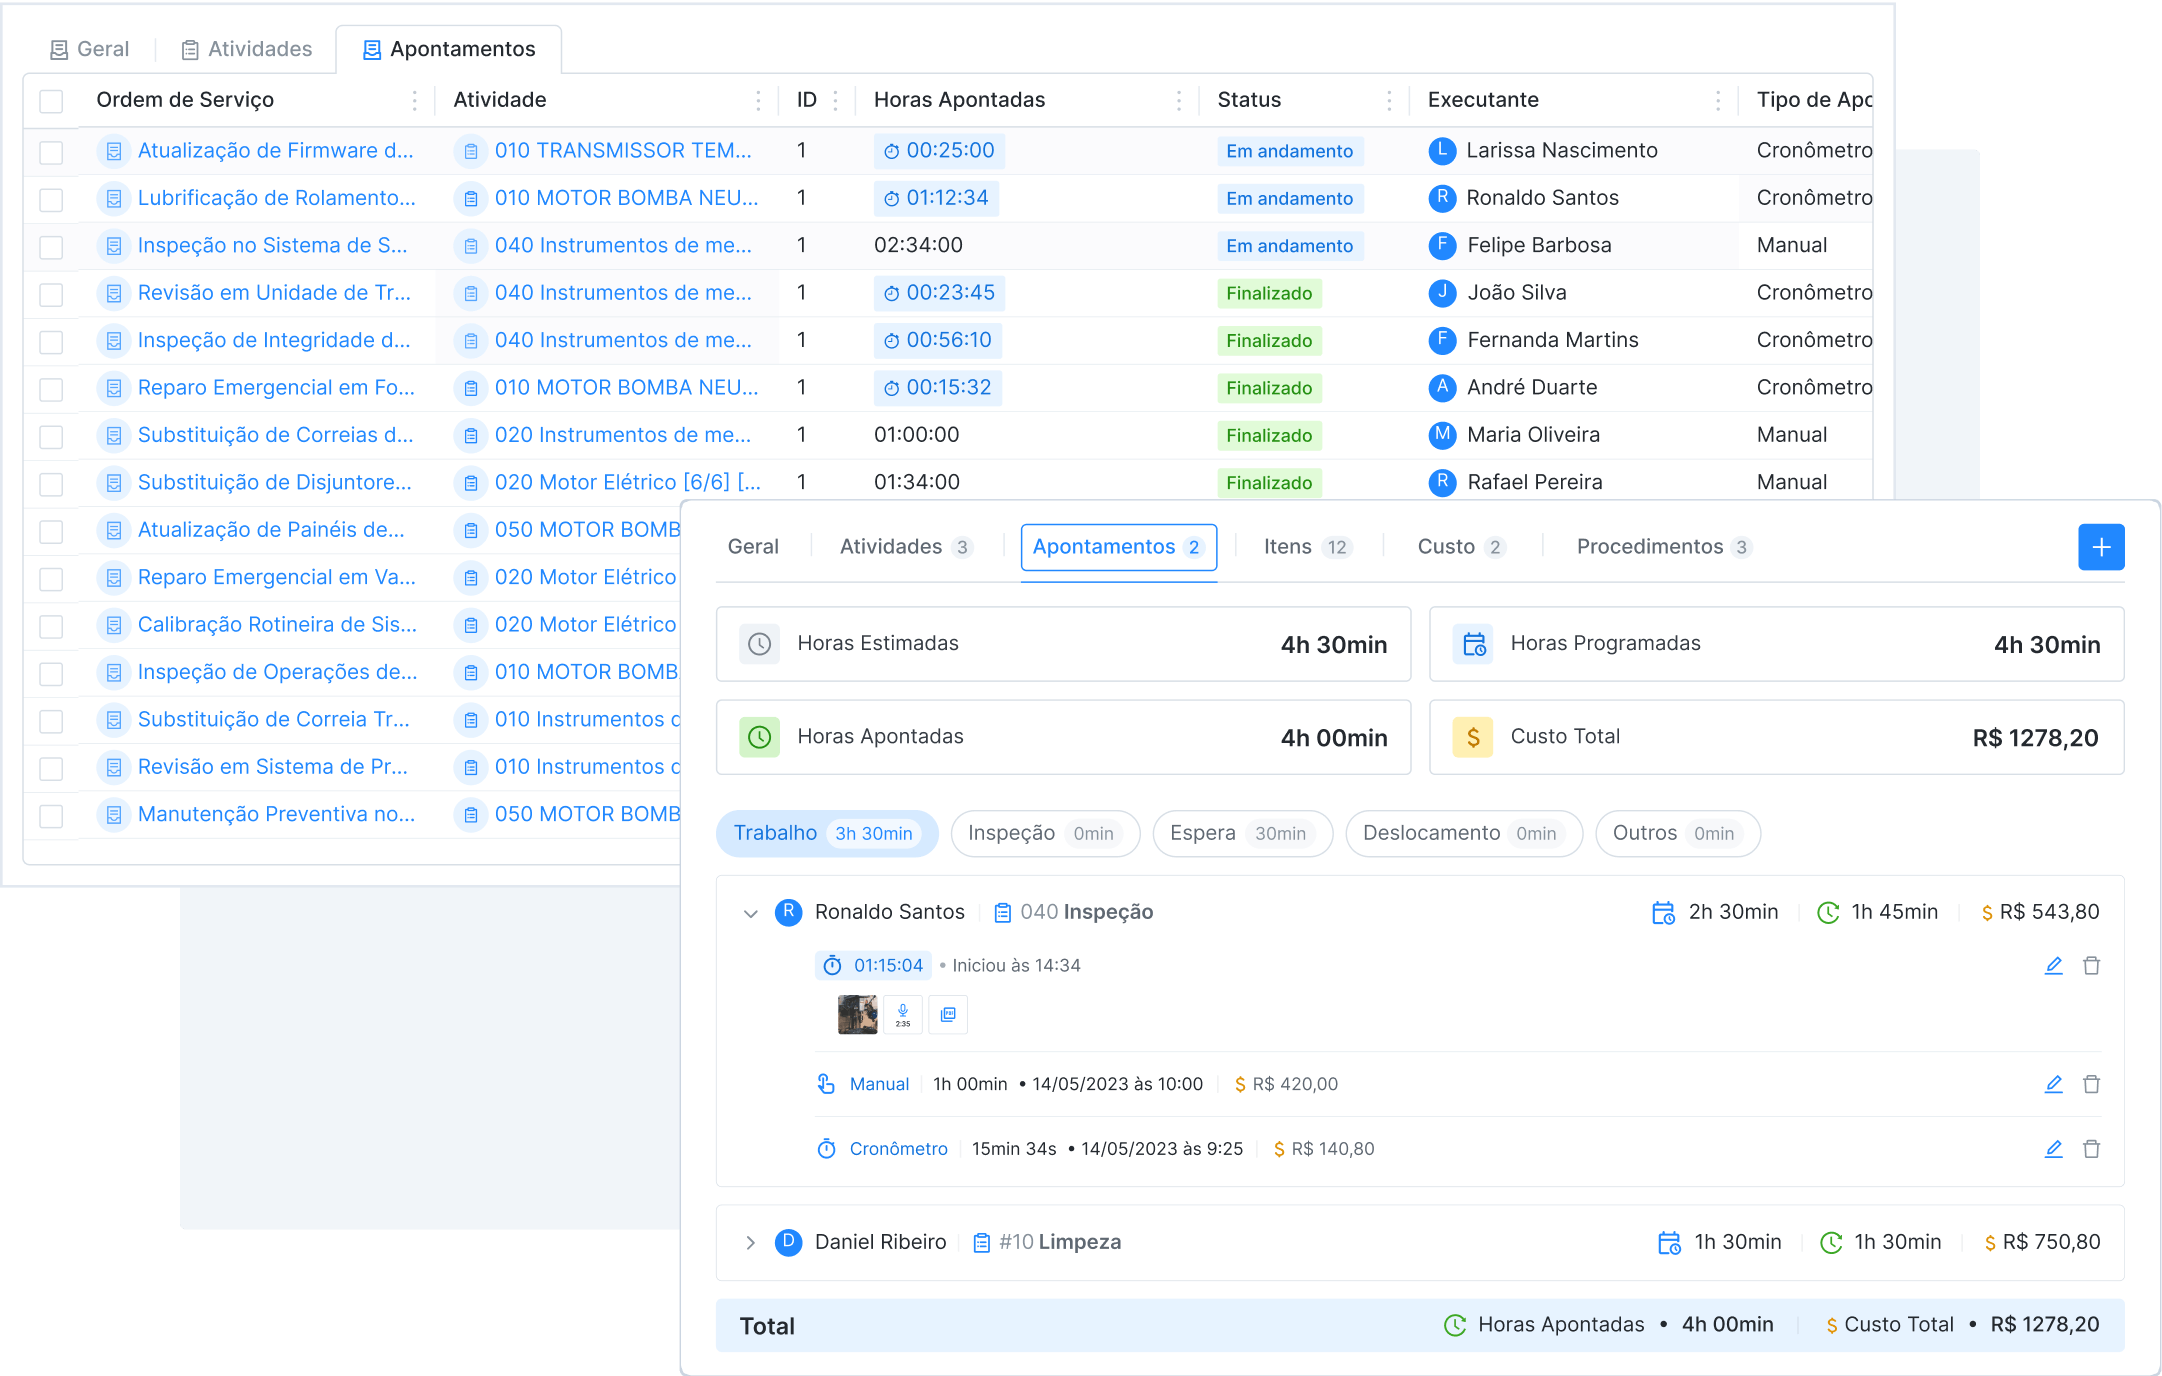 Geral Atividades Apontamentos
Ordem de Serviço Atividade ID Horas Apontadas Status Executante Tipo de Apo
Atualização de Firmware d... 010 TRANSMISSOR TEM... 1 00:25:00 Em andamento L Larissa Nascimento Cronômetro
Lubrificação de Rolamento... 010 MOTOR BOMBA NEU... 1 01:12:34 Em andamento R Ronaldo Santos Cronômetro
Inspeção no Sistema de S... 040 Instrumentos de me... 1 02:34:00 Em andamento F Felipe Barbosa Manual
Revisão em Unidade de Tr... 040 Instrumentos de me... 1 00:23:45 Finalizado J João Silva Cronômetro
Inspeção de Integridade d... 040 Instrumentos de me... 1 00:56:10 Finalizado F Fernanda Martins Cronômetro
Reparo Emergencial em Fo... 010 MOTOR BOMBA NEU... 1 00:15:32 Finalizado A André Duarte Cronômetro
Substituição de Correias d... 020 Instrumentos de me... 1 01:00:00 Finalizado M Maria Oliveira Manual
Substituição de Disjuntore... 020 Motor Elétrico [6/6] [... 1 01:34:00 Finalizado R Rafael Pereira Manual
Atualização de Painéis de... 050 MOTOR BOMB
Reparo Emergencial em Va... 020 Motor Elétrico
Calibração Rotineira de Sis... 020 Motor Elétrico
Inspeção de Operações de... 010 MOTOR BOMB
Substituição de Correia Tr... 010 Instrumentos d
Revisão em Sistema de Pr... 010 Instrumentos d
Manutenção Preventiva no... 050 MOTOR BOMB
Geral Atividades 3 Apontamentos 2 Itens 12 Custo 2 Procedimentos 3 +
Horas Estimadas 4h 30min Horas Programadas 4h 30min
Horas Apontadas 4h 00min $ Custo Total R$ 1278,20
Trabalho 3h 30min Inspeção 0min Espera 30min Deslocamento 0min Outros 0min
R Ronaldo Santos 040 Inspeção 2h 30min 1h 45min $ R$ 543,80
01:15:04 • Iniciou às 14:34
2:35 PDF
Manual 1h 00min • 14/05/2023 às 10:00 $ R$ 420,00
Cronômetro 15min 34s • 14/05/2023 às 9:25 $ R$ 140,80
D Daniel Ribeiro #10 Limpeza 1h 30min 1h 30min $ R$ 750,80
Total Horas Apontadas • 4h 00min $ Custo Total • R$ 1278,20